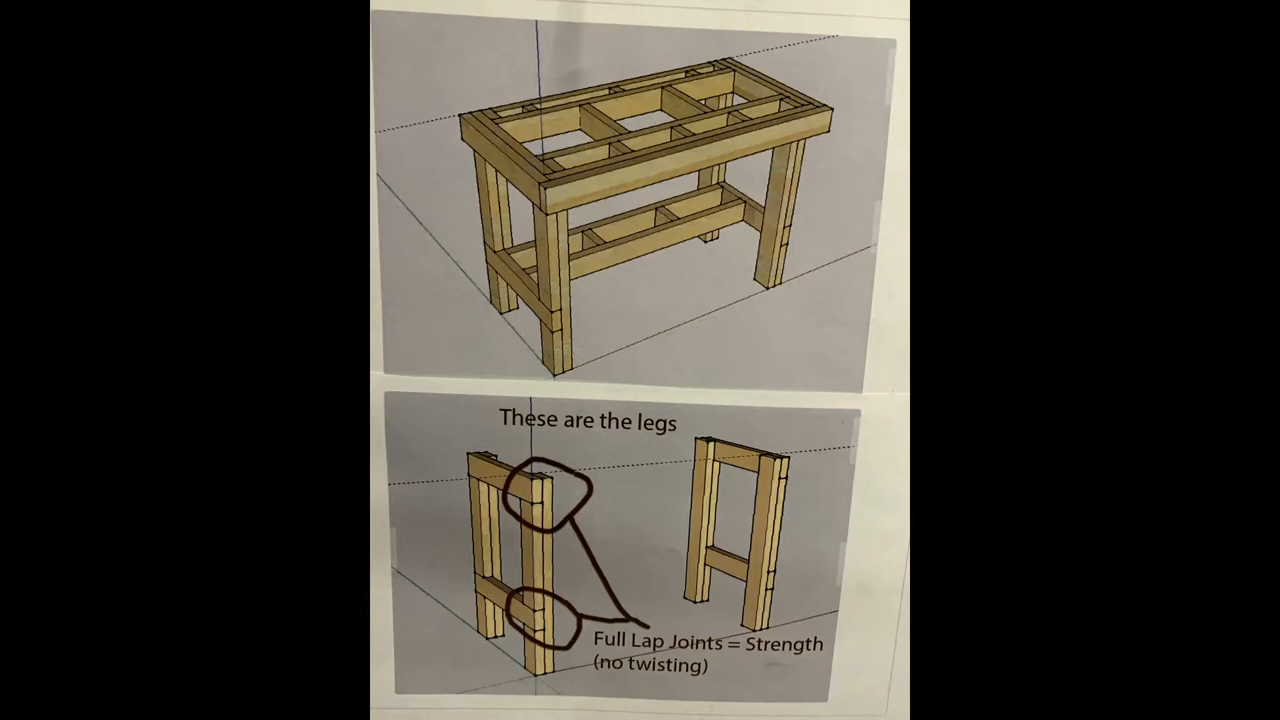 These are the legs
Full Lap Joints = Strength
(no twisting)